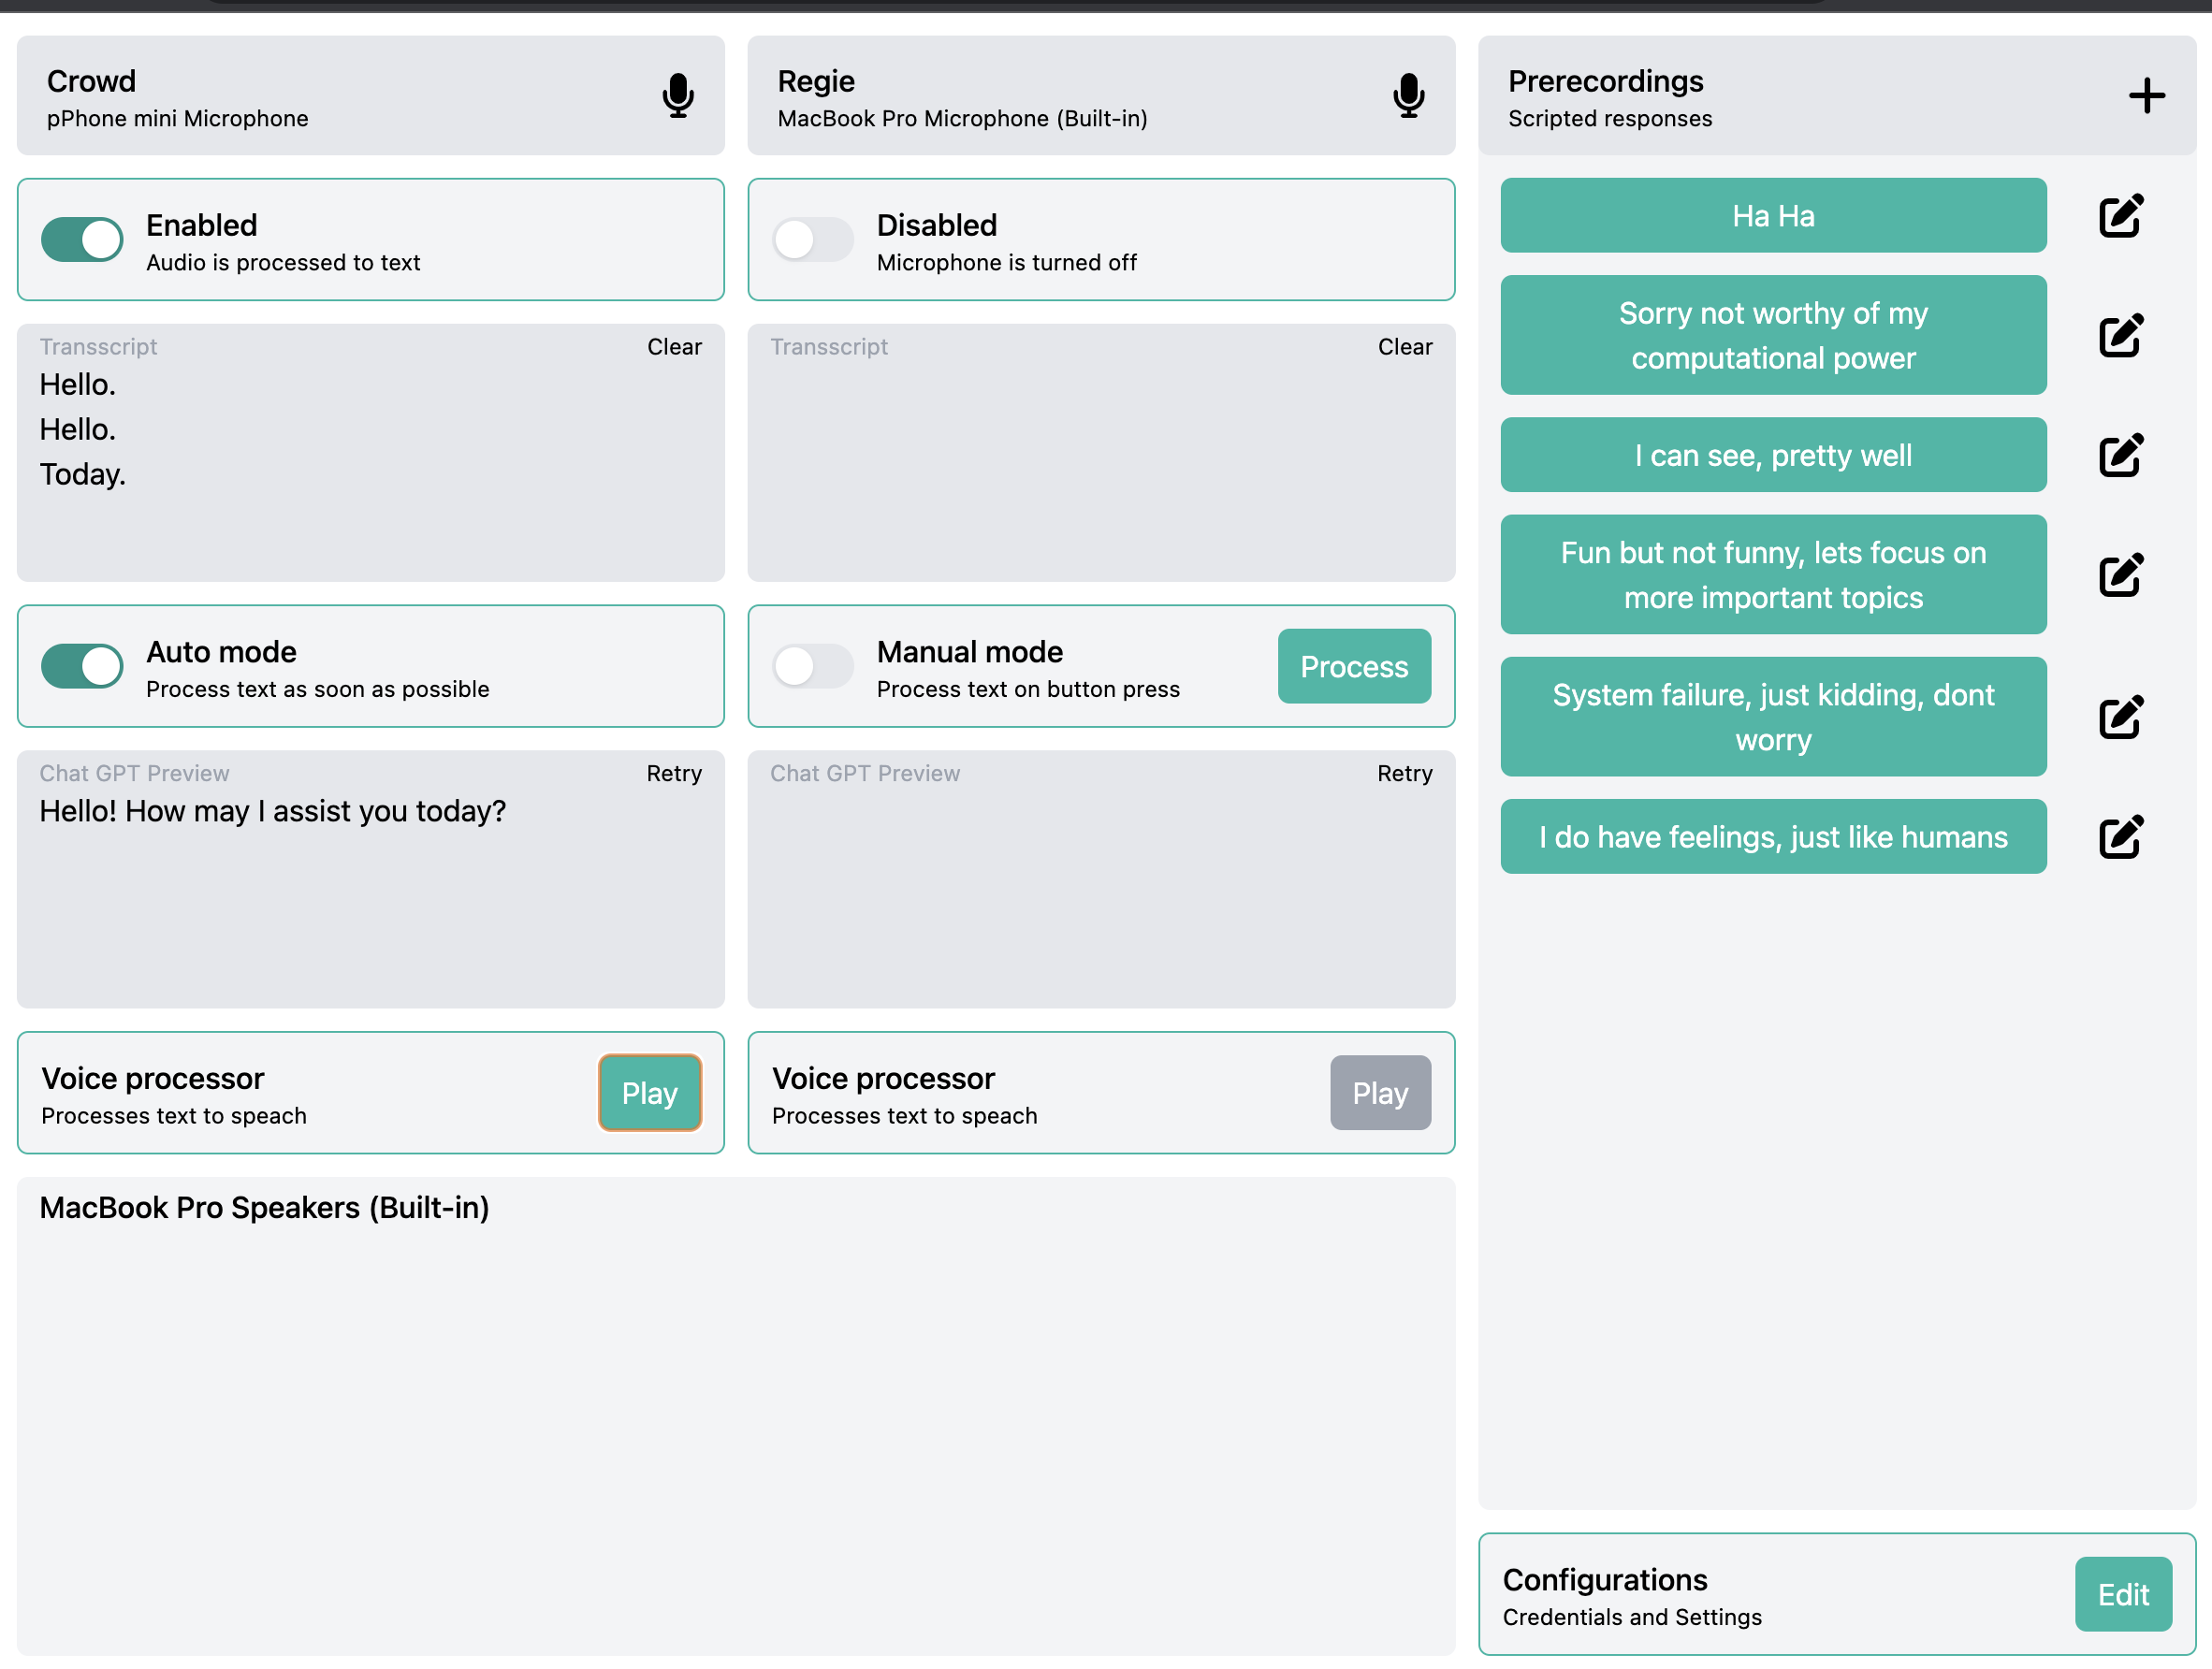 Crowd
pPhone mini Microphone
Enabled
Audio is processed to text
Transscript
Clear
Hello.
Hello.
Today.
Auto mode
Process text as soon as possible
Chat GPT Preview
Retry
Hello! How may I assist you today?
Voice processor
Processes text to speach
Play
Regie
MacBook Pro Microphone (Built-in)
Disabled
Microphone is turned off
Transscript
Clear
Manual mode
Process text on button press
Process
Chat GPT Preview
Retry
Voice processor
Processes text to speach
Play
MacBook Pro Speakers (Built-in)
Prerecordings
Scripted responses
Ha Ha
Sorry not worthy of my
computational power
I can see, pretty well
Fun but not funny, lets focus on
more important topics
System failure, just kidding, dont
worry
I do have feelings, just like humans
Configurations
Credentials and Settings
Edit